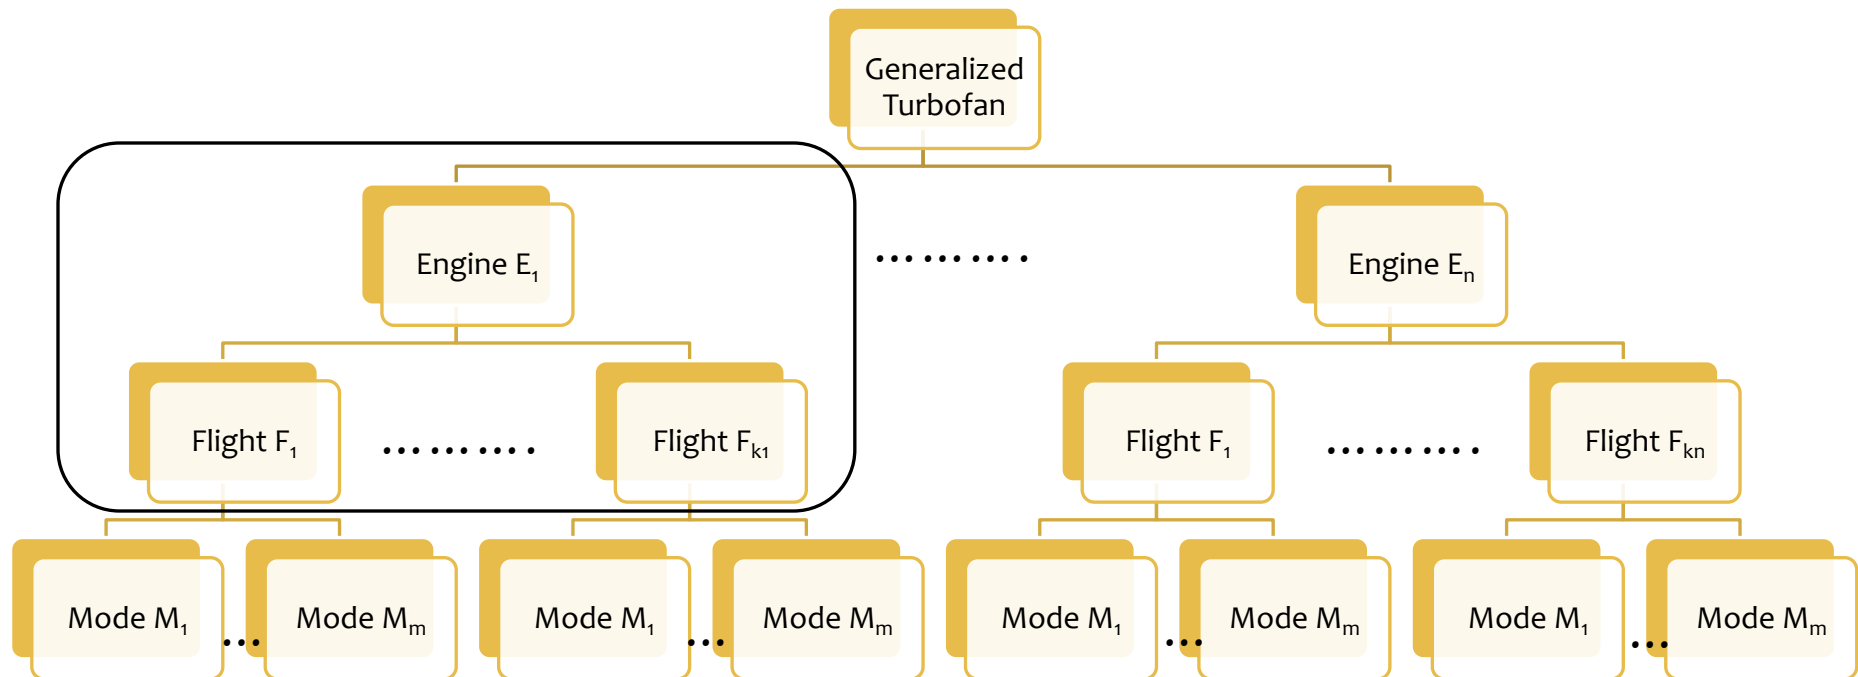 Generalized
Turbofan
Engine E₁
……….
Engine Eₙ
Flight F₁
……….
Flight Fₖ₁
Flight F₁
……….
Flight Fₖₙ
Mode M₁
…
Mode Mₘ
Mode M₁
…
Mode Mₘ
Mode M₁
…
Mode Mₘ
Mode M₁
…
Mode Mₘ